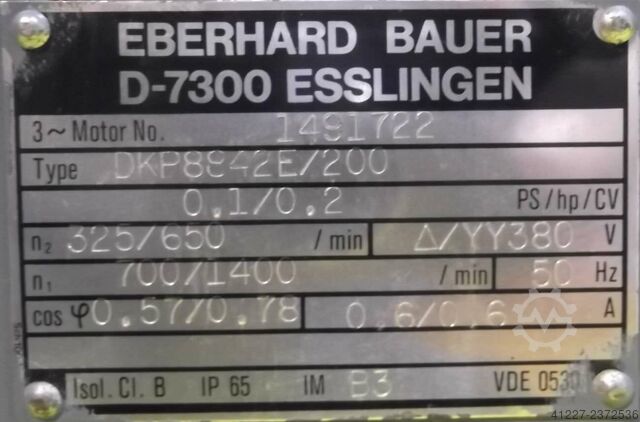 EBERHARD BAUER
D-7300 ESSLINGEN
3~ Motor No. 1491722
Type DKP8842E/200
0.1/0.2 PS/hp/CV
n₂ 325/650 /min Δ/YY380 V
n₁ 700/1400 /min 50 Hz
cos φ 0.57/0.78 0.6/0.6 A
Isol. Cl. B IP 65 IM B3 VDE 0530
41227-2372536